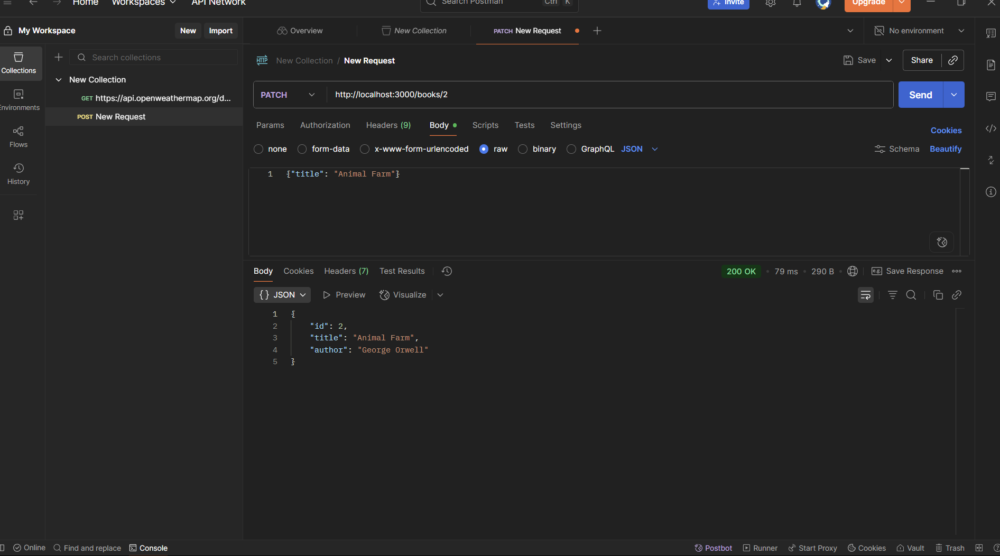 Home Workspaces API Network Search Postman Ctrl K Invite Upgrade
My Workspace New Import Overview New Collection PATCH New Request No environment
Collections
Search collections
New Collection
GET https://api.openweathermap.org/d...
POST New Request
Environments
Flows
History
HTTP New Collection / New Request Save Share
PATCH http://localhost:3000/books/2 Send
Params Authorization Headers (9) Body Scripts Tests Settings Cookies
none form-data x-www-form-urlencoded raw binary GraphQL JSON Schema Beautify
1 {"title": "Animal Farm"}
Body Cookies Headers (7) Test Results 200 OK 79 ms 290 B e.g. Save Response
{} JSON Preview Visualize
1 {
2 "id": 2,
3 "title": "Animal Farm",
4 "author": "George Orwell"
5 }
Online Find and replace Console Postbot Runner Start Proxy Cookies Vault Trash